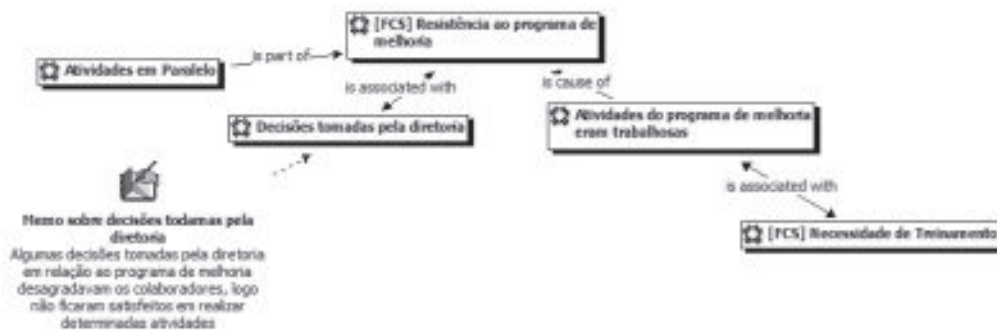 [FCS] Resistência ao programa de
melhoria
is part of
Atividades em Paralelo
is associated with
is cause of
Decisões tomadas pela diretoria
Atividades do programa de melhoria
eram trabalhosas
is associated with
Memo sobre decisões todamas pela
diretoria
Algumas decisões tomadas pela diretoria
em relação ao programa de melhoria
desagradavam os colaboradores, logo
não ficaram satisfeitos em realizar
determinadas atividades
[FCS] Necessidade de Treinamento